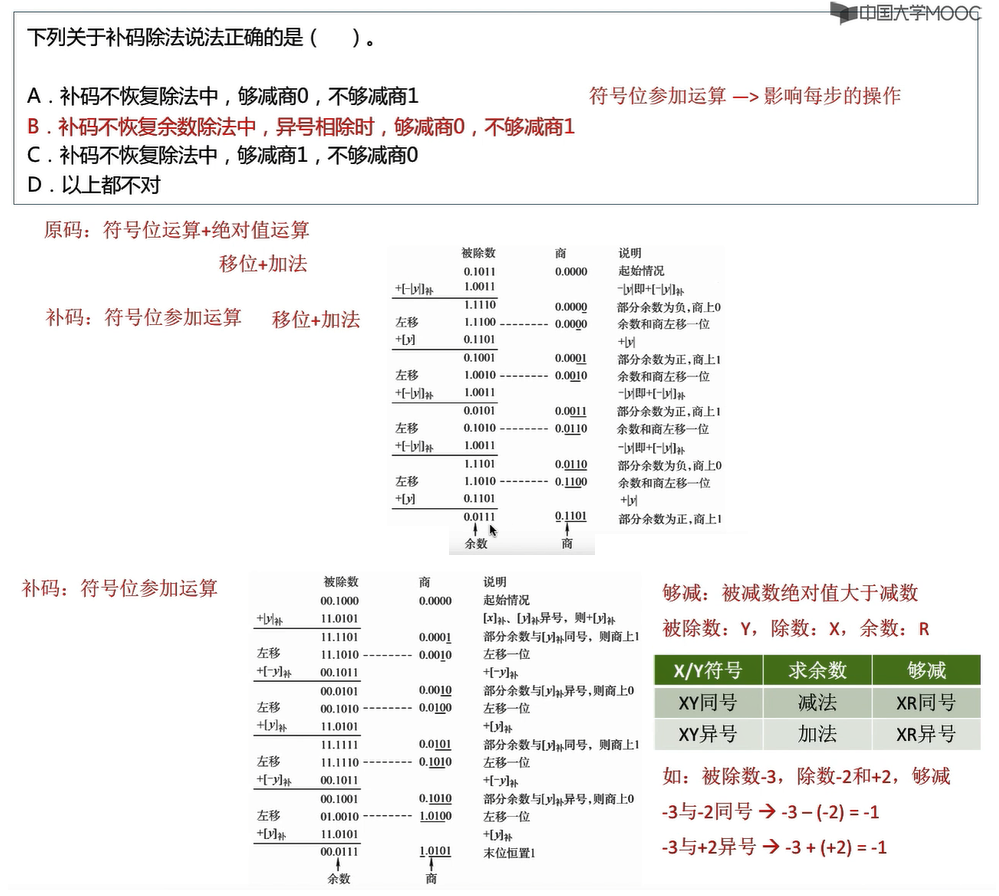 中国大学MOOC
下列关于补码除法说法正确的是（　　）。
A．补码不恢复除法中，够减商0，不够减商1
符号位参加运算 —> 影响每步的操作
B．补码不恢复余数除法中，异号相除时，够减商0，不够减商1
C．补码不恢复除法中，够减商1，不够减商0
D．以上都不对
原码：符号位运算+绝对值运算
移位+加法
补码：符号位参加运算 移位+加法
被除数 商 说明
0.1011 0.0000 起始情况
+[-|y|]补 1.0011 -|y|即+[-|y|]补
1.1110 0.0000 部分余数为负,商上0
左移 1.1100 -------- 0.0000 余数和商左移一位
+[y] 0.1101 +|y|
0.1001 0.0001 部分余数为正,商上1
左移 1.0010 -------- 0.0010 余数和商左移一位
+[-|y|]补 1.0011 -|y|即+[-|y|]补
0.0101 0.0011 部分余数为正,商上1
左移 0.1010 -------- 0.0110 余数和商左移一位
+[-|y|]补 1.0011 -|y|即+[-|y|]补
1.1101 0.0110 部分余数为负,商上0
左移 1.1010 -------- 0.1100 余数和商左移一位
+[y] 0.1101 +|y|
0.0111 0.1101 部分余数为正,商上1
余数 商
补码：符号位参加运算
被除数 商 说明
00.1000 0.0000 起始情况
+|y|补 11.0101 [x]补、[y]补异号，则+[y]补
11.1101 0.0001 部分余数与[y]补同号，则商上1
左移 11.1010 -------- 0.0010 左移一位
+[-y]补 00.1011 +[-y]补
00.0101 0.0010 部分余数与[y]补异号,则商上0
左移 00.1010 -------- 0.0100 左移一位
+[y]补 11.0101 +[y]补
11.1111 0.0101 部分余数与[y]补同号，则商上1
左移 11.1110 -------- 0.1010 左移一位
+[-y]补 00.1011 +[-y]补
00.1001 0.1010 部分余数与[y]补异号,则商上0
左移 01.0010 -------- 1.0100 左移一位
+[y]补 11.0101 +[y]补
00.0111 1.0101 末位恒置1
余数 商
够减：被减数绝对值大于减数
被除数：Y，除数：X，余数：R
X/Y符号 求余数 够减
XY同号 减法 XR同号
XY异号 加法 XR异号
如：被除数-3，除数-2和+2，够减
-3与-2同号 → -3 – (-2) = -1
-3与+2异号 → -3 + (+2) = -1